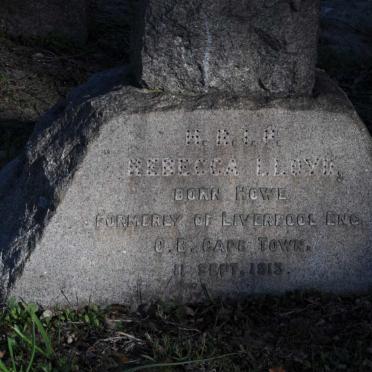 M. R. I. P.
REBECCA LLOYD,
BORN HOWE
FORMERLY OF LIVERPOOL ENG.
O.B. CAPE TOWN.
11 SEPT. 1913.